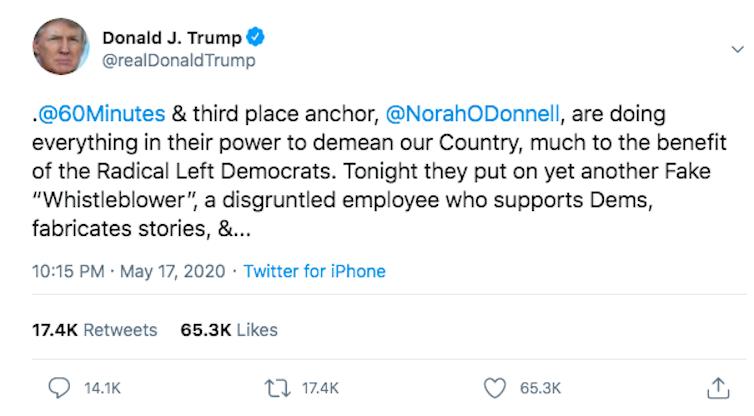 Donald J. Trump
@realDonaldTrump
.@60Minutes & third place anchor, @NorahODonnell, are doing
everything in their power to demean our Country, much to the benefit
of the Radical Left Democrats. Tonight they put on yet another Fake
“Whistleblower”, a disgruntled employee who supports Dems,
fabricates stories, &...
10:15 PM · May 17, 2020 · Twitter for iPhone
17.4K Retweets 65.3K Likes
14.1K 17.4K 65.3K